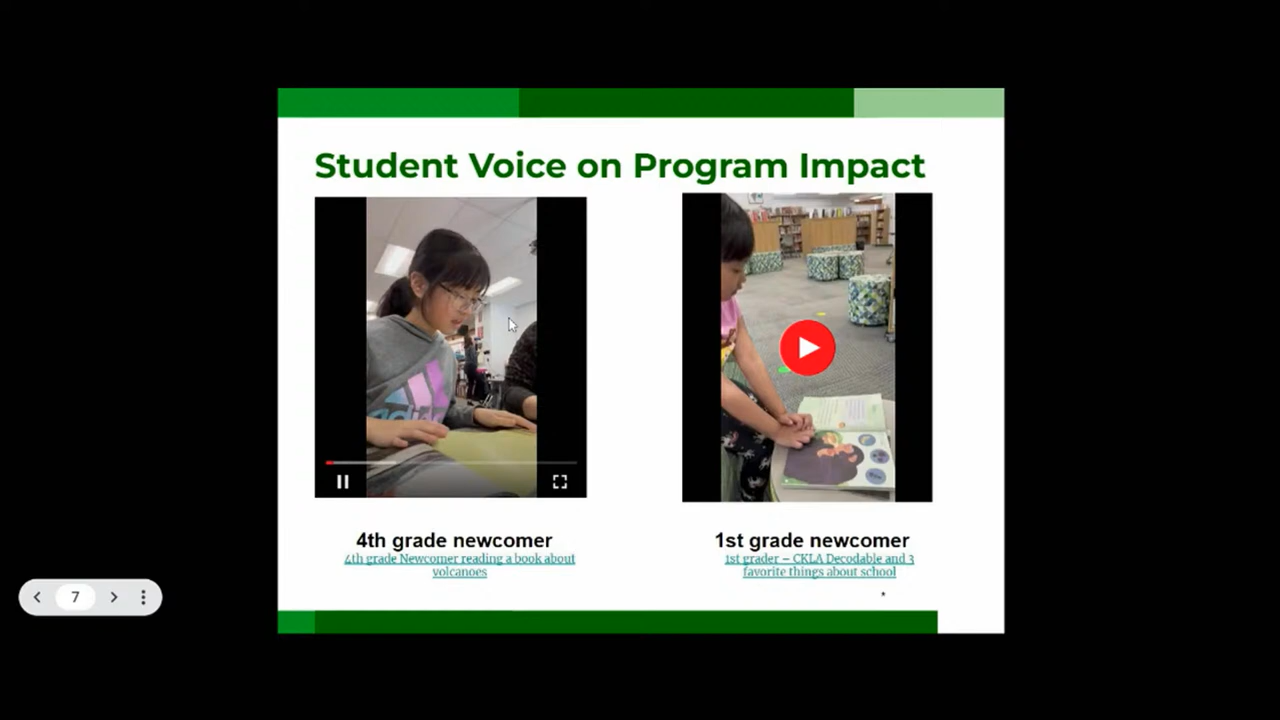 Student Voice on Program Impact
4th grade newcomer
4th grade Newcomer reading a book about
volcanoes
1st grade newcomer
1st grader – CKLA Decodable and 3
favorite things about school
7